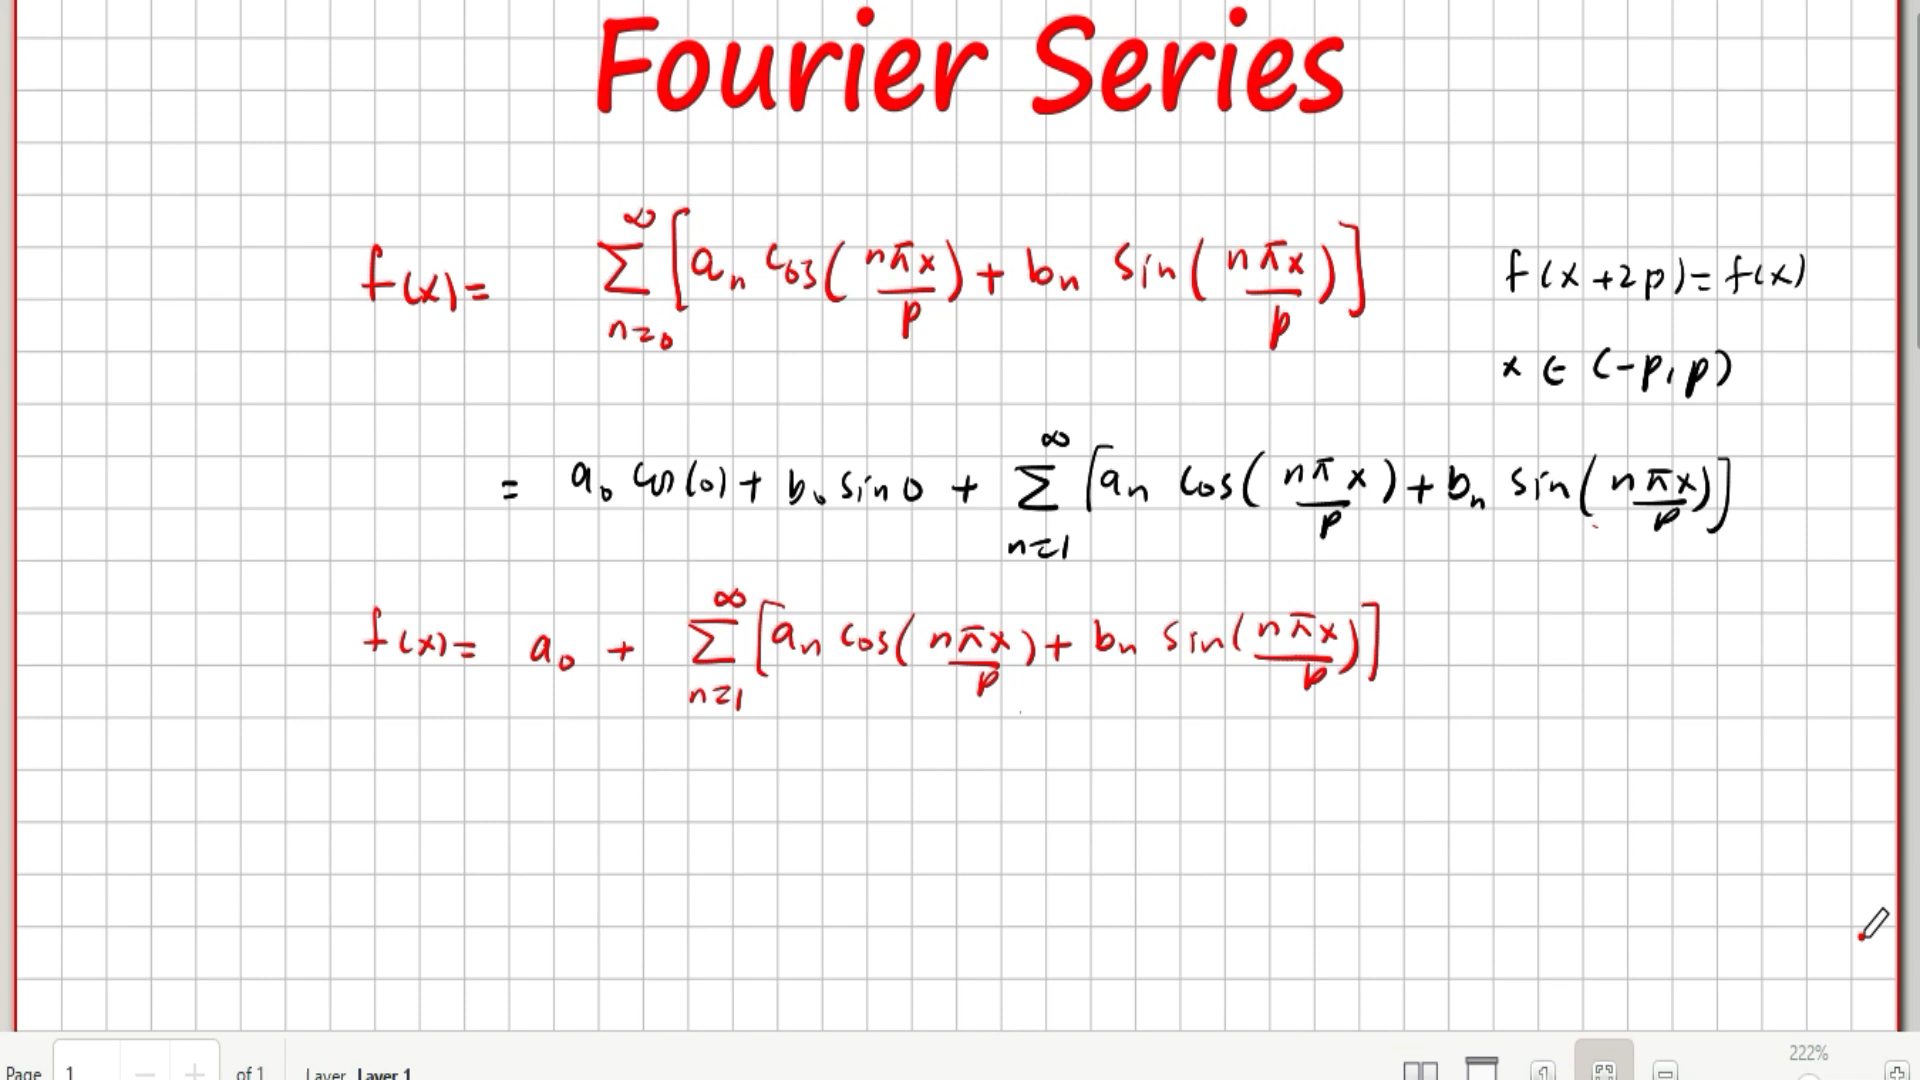 Fourier Series
f(x) = ∑_{n=0}^{∞} [a_n cos(nπx/p) + b_n sin(nπx/p)]
f(x+2p) = f(x)
x ∈ (-p, p)
= a_0 cos(0) + b_0 sin 0 + ∑_{n=1}^{∞} [a_n cos(nπx/p) + b_n sin(nπx/p)]
f(x) = a_0 + ∑_{n=1}^{∞} [a_n cos(nπx/p) + b_n sin(nπx/p)]
222%
Page 1 of 1 Layer Layer 1